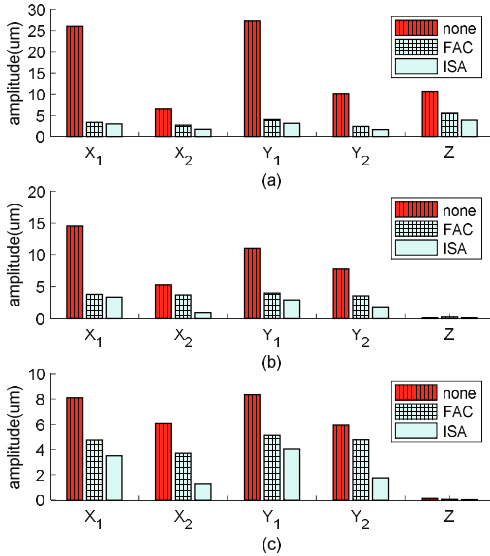 amplitude(um)
30
25
20
15
10
5
0
none
FAC
ISA
X1 X2 Y1 Y2 Z
(a)
amplitude(um)
20
15
10
5
0
none
FAC
ISA
X1 X2 Y1 Y2 Z
(b)
amplitude(um)
10
8
6
4
2
0
none
FAC
ISA
X1 X2 Y1 Y2 Z
(c)